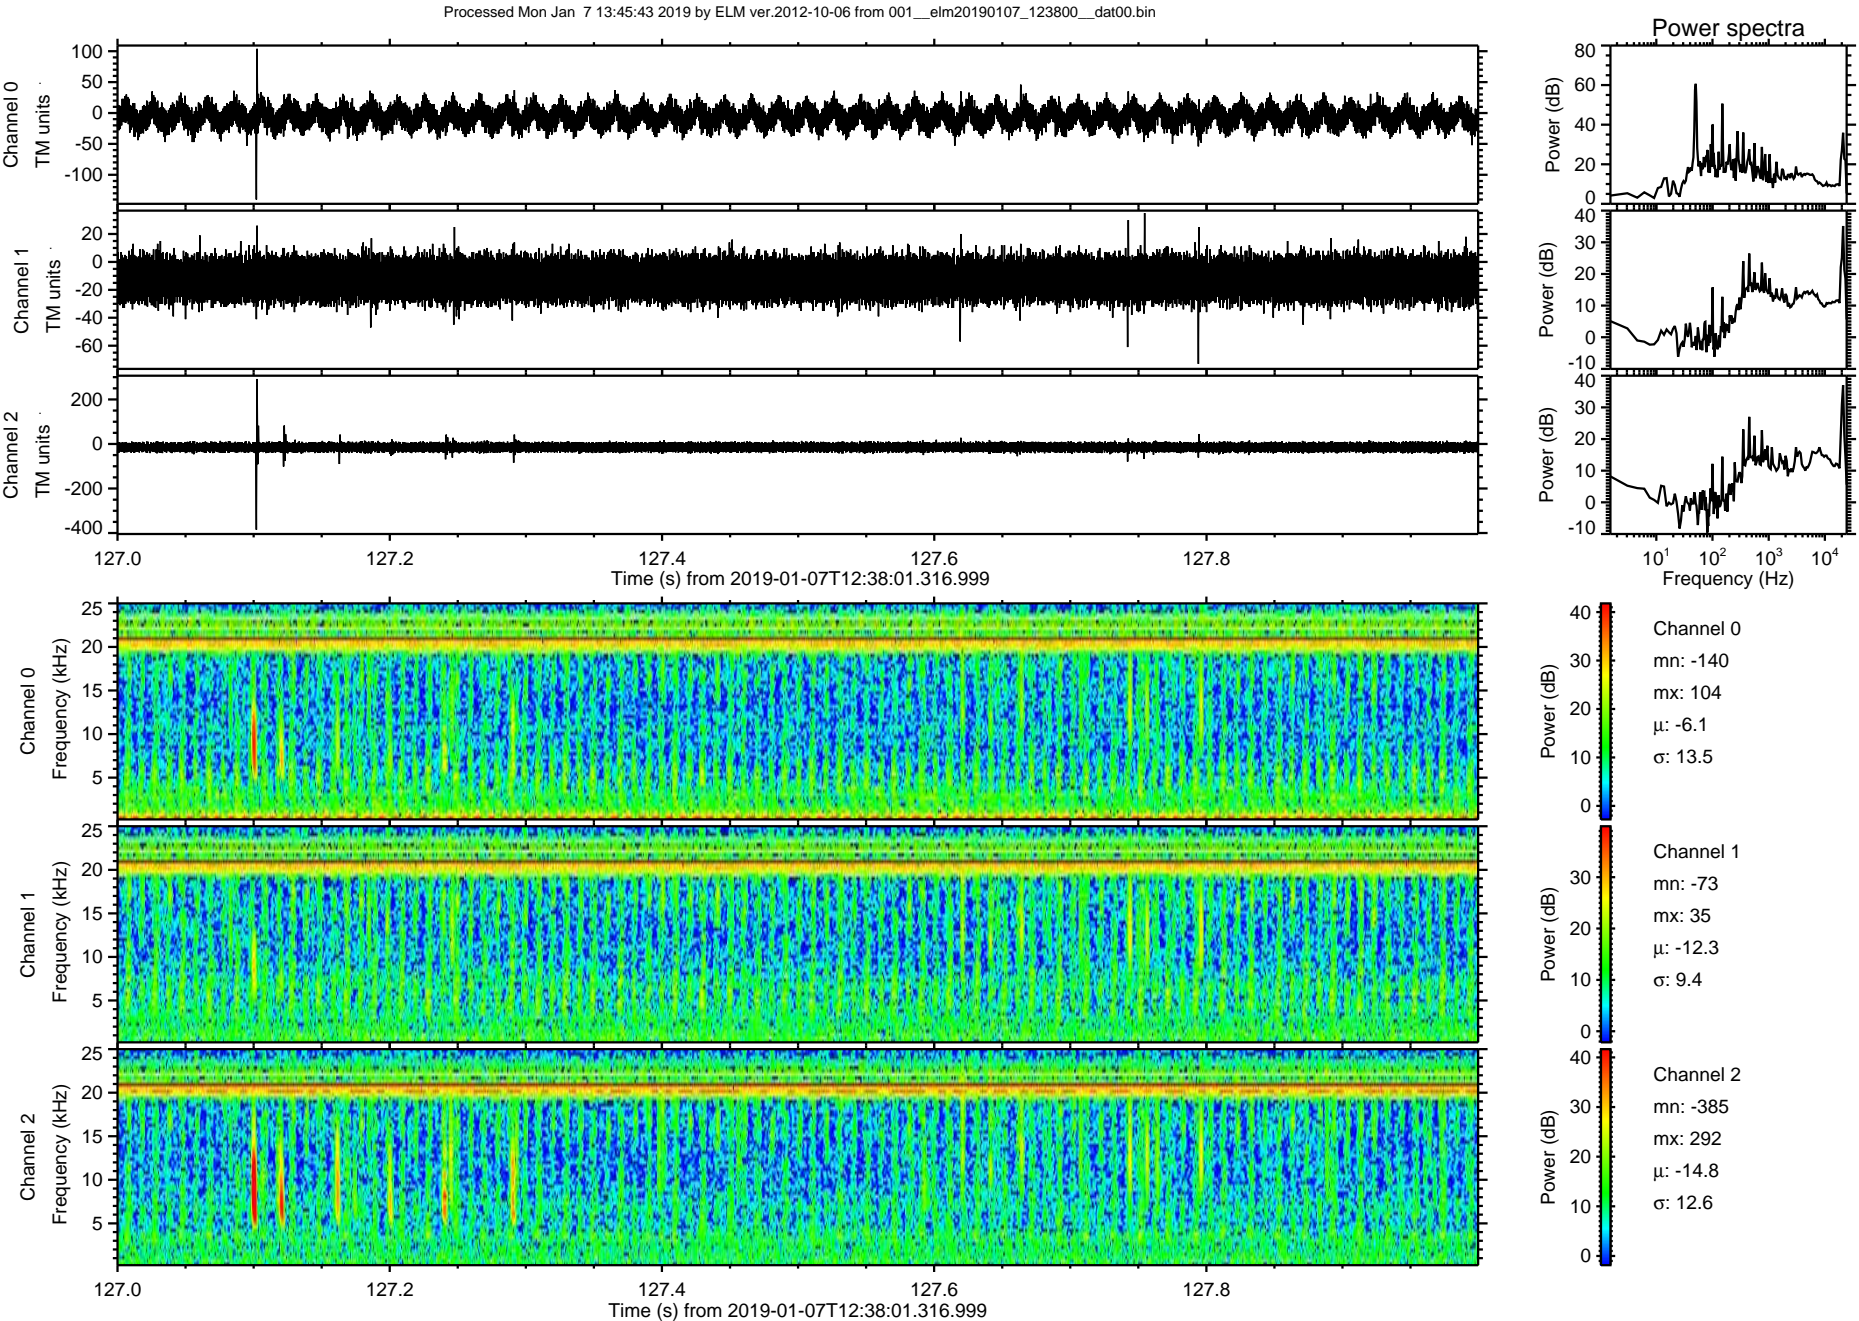 Processed Mon Jan  7 13:45:43 2019 by ELM ver.2012-10-06 from 001__elm20190107_123800__dat00.bin
Power spectra
Channel 0
TM units
100
50
0
-50
-100
Power (dB)
80
60
40
20
0
Channel 1
TM units
20
0
-20
-40
-60
Power (dB)
40
30
20
10
0
-10
Channel 2
TM units
200
0
-200
-400
Power (dB)
40
30
20
10
0
-10
127.0 127.2 127.4 127.6 127.8
Time (s) from 2019-01-07T12:38:01.316.999
10¹ 10² 10³ 10⁴
Frequency (Hz)
Channel 0
Frequency (kHz)
25
20
15
10
5
Power (dB)
40
30
20
10
0
Channel 0
mn: -140
mx: 104
μ: -6.1
σ: 13.5
Channel 1
Frequency (kHz)
25
20
15
10
5
Power (dB)
30
20
10
0
Channel 1
mn: -73
mx: 35
μ: -12.3
σ: 9.4
Channel 2
Frequency (kHz)
25
20
15
10
5
Power (dB)
40
30
20
10
0
Channel 2
mn: -385
mx: 292
μ: -14.8
σ: 12.6
127.0 127.2 127.4 127.6 127.8
Time (s) from 2019-01-07T12:38:01.316.999